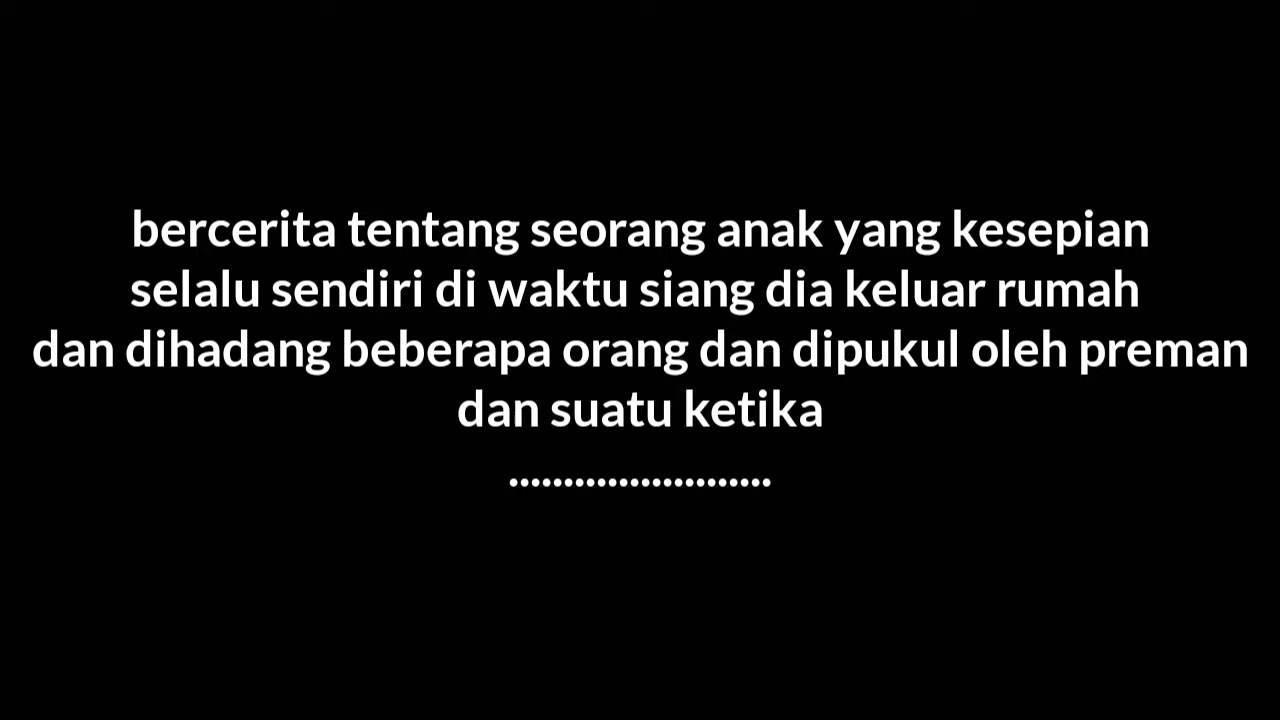 bercerita tentang seorang anak yang kesepian
selalu sendiri di waktu siang dia keluar rumah
dan dihadang beberapa orang dan dipukul oleh preman
dan suatu ketika
........................